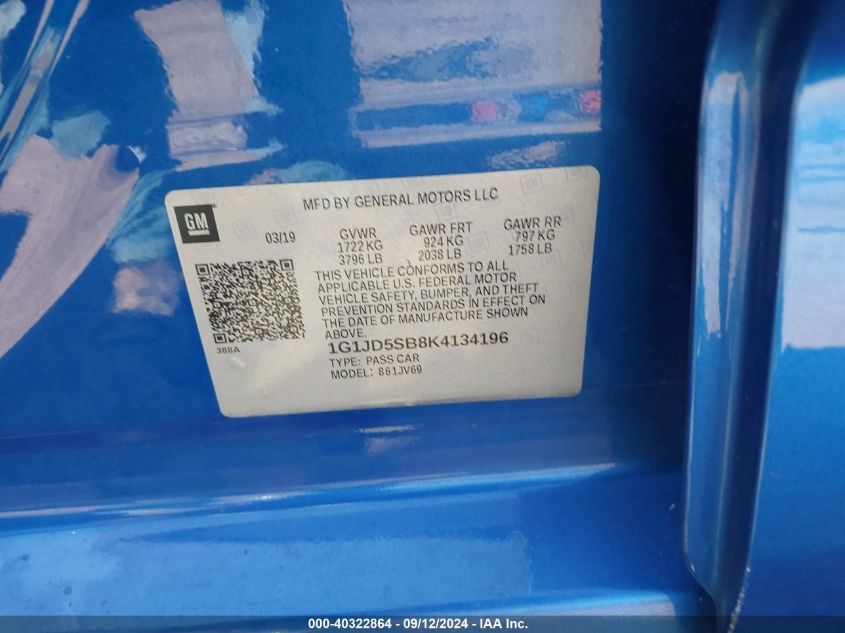 MFD BY GENERAL MOTORS LLC
GM
03/19
GVWR GAWR FRT GAWR RR
1722 KG 924 KG 797 KG
3796 LB 2038 LB 1758 LB
THIS VEHICLE CONFORMS TO ALL
APPLICABLE U.S. FEDERAL MOTOR
VEHICLE SAFETY, BUMPER, AND THEFT
PREVENTION STANDARDS IN EFFECT ON
THE DATE OF MANUFACTURE SHOWN
ABOVE.
388A
1G1JD5SB8K4134196
TYPE: PASS CAR
MODEL: 861JV69
000-40322864 - 09/12/2024 - IAA Inc.